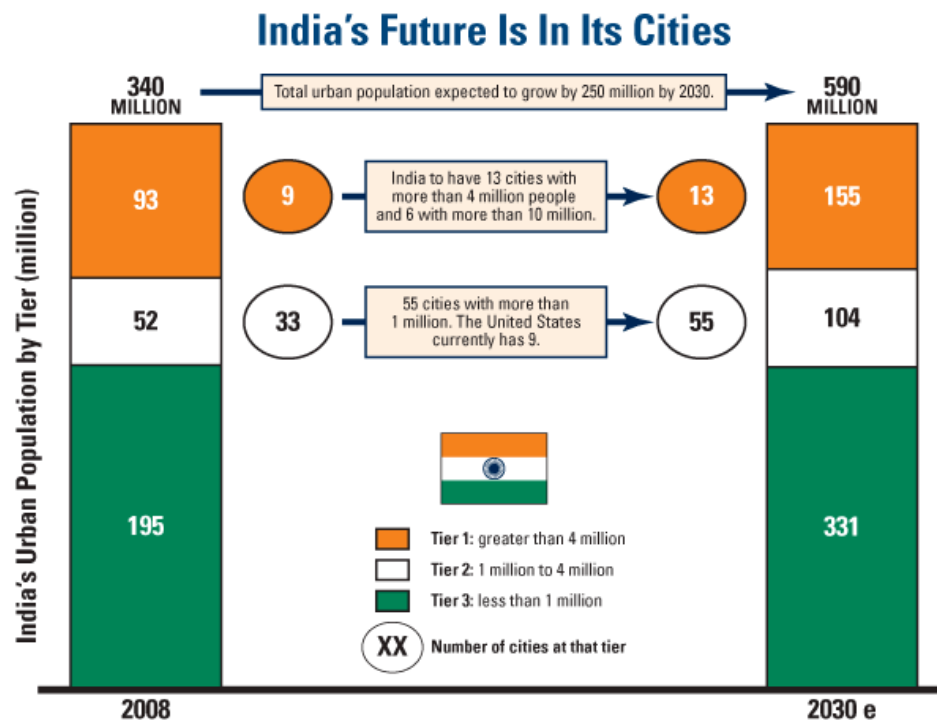 India's Future Is In Its Cities
340
MILLION
Total urban population expected to grow by 250 million by 2030.
590
MILLION
India's Urban Population by Tier (million)
93
9
India to have 13 cities with
more than 4 million people
and 6 with more than 10 million.
13
155
52
33
55 cities with more than
1 million. The United States
currently has 9.
55
104
195
331
Tier 1: greater than 4 million
Tier 2: 1 million to 4 million
Tier 3: less than 1 million
XX Number of cities at that tier
2008
2030 e